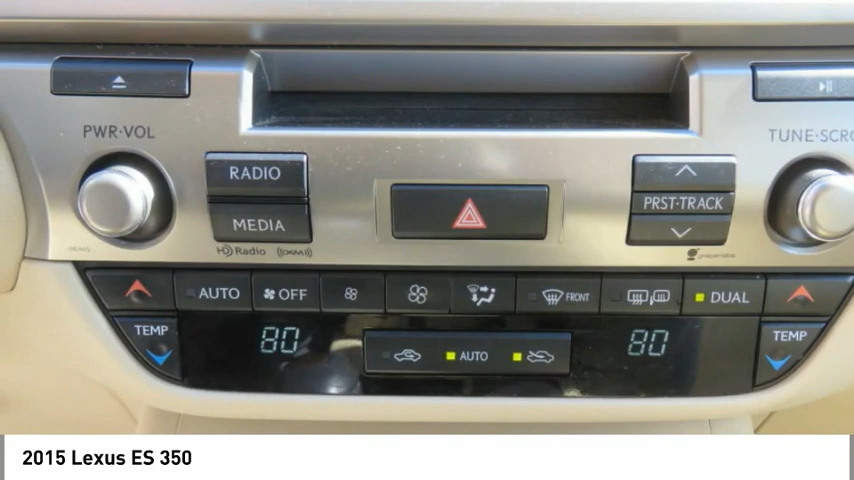 PWR·VOL
TUNE·SCRO
RADIO
MEDIA
PRST·TRACK
HD Radio
((XM))
AUTO
OFF
FRONT
DUAL
TEMP
80
AUTO
80
TEMP
2015 Lexus ES 350